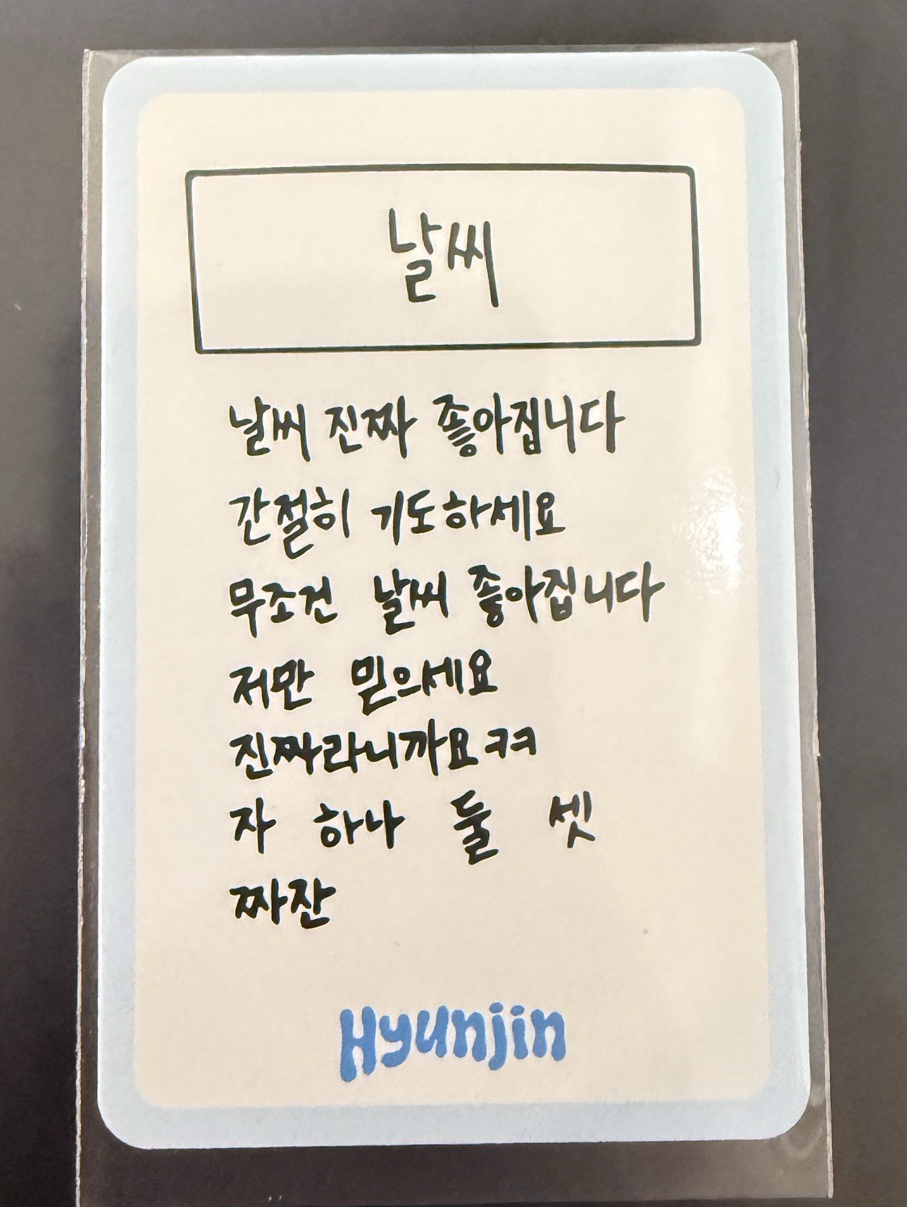 날씨
날씨 진짜 좋아집니다
간절히 기도하세요
무조건 날씨 좋아집니다
저만 믿으세요
진짜라니까요ㅋㅋ
자 하나 둘 셋
짜잔
Hyunjin